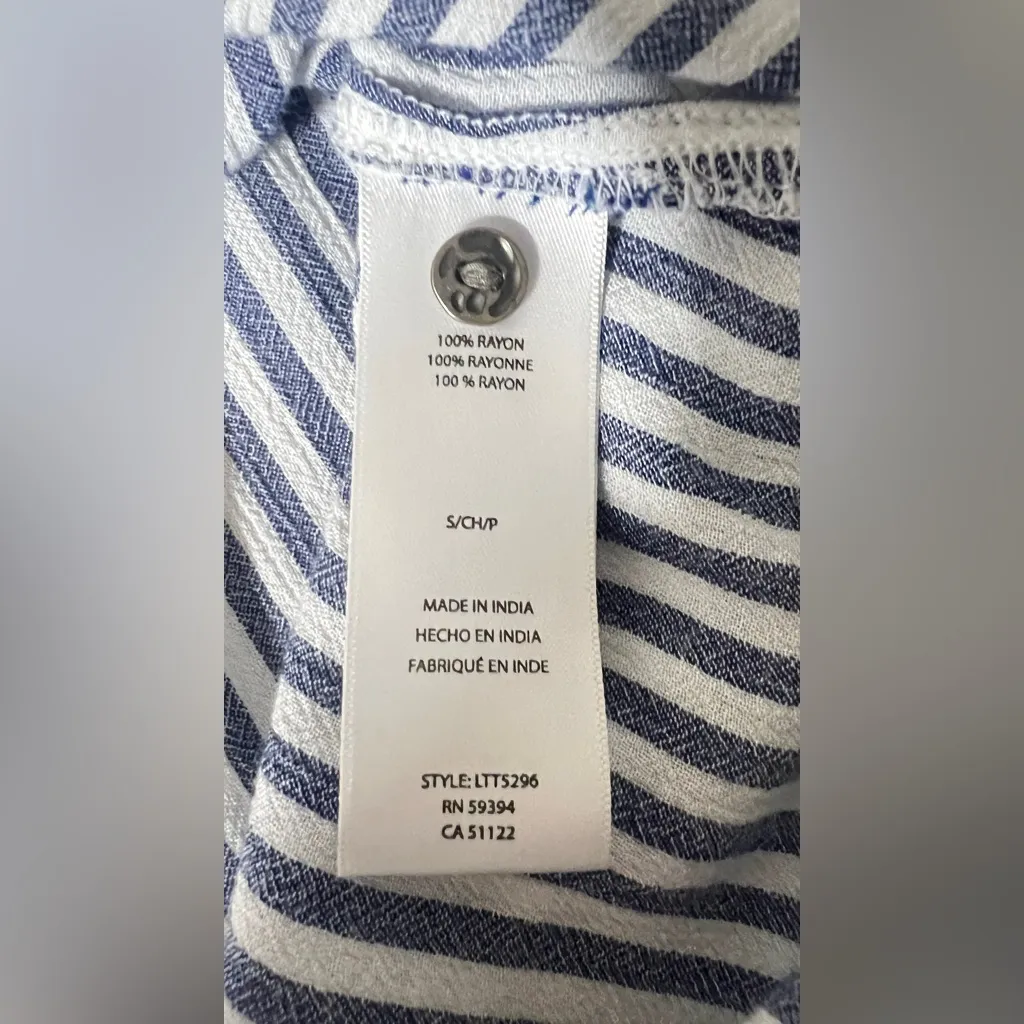 100% RAYON
100% RAYONNE
100 % RAYON
S/CH/P
MADE IN INDIA
HECHO EN INDIA
FABRIQUÉ EN INDE
STYLE: LTT5296
RN 59394
CA 51122